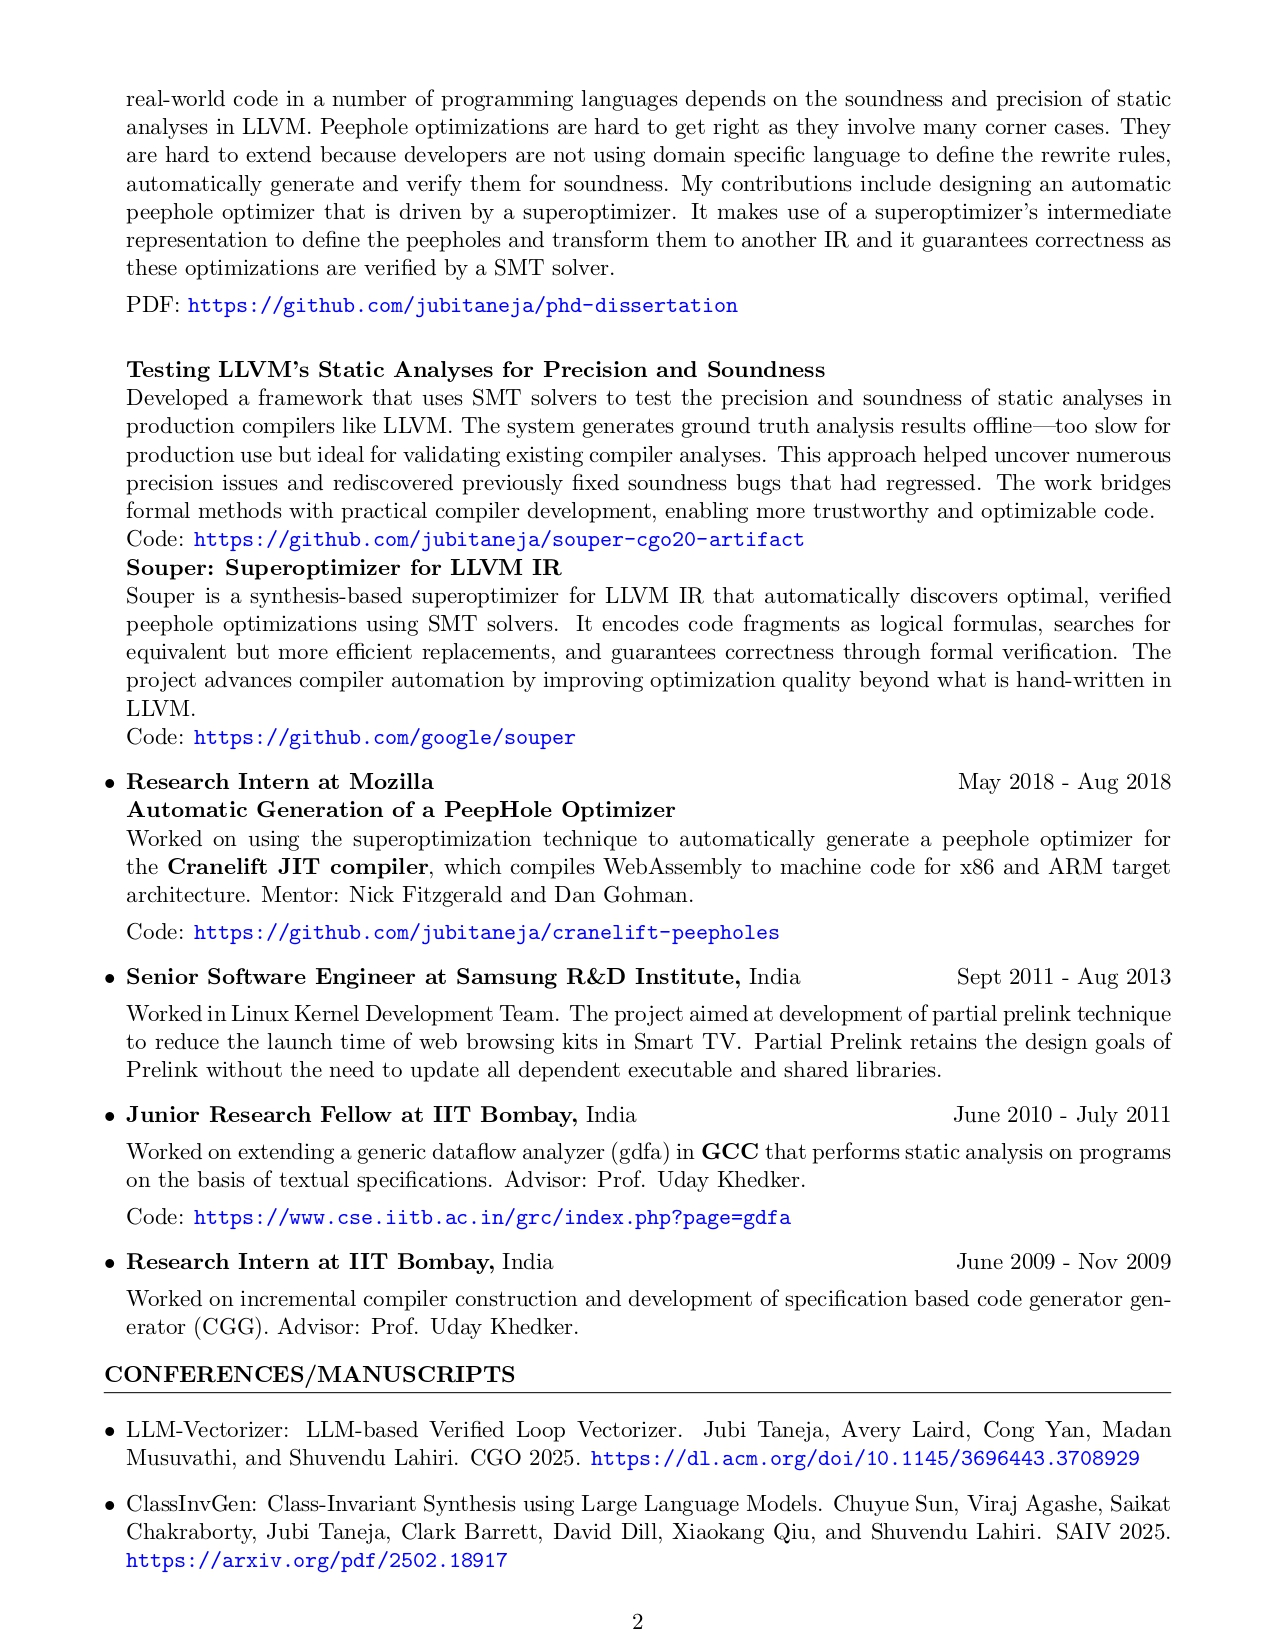 real-world code in a number of programming languages depends on the soundness and precision of static
analyses in LLVM. Peephole optimizations are hard to get right as they involve many corner cases. They
are hard to extend because developers are not using domain specific language to define the rewrite rules,
automatically generate and verify them for soundness. My contributions include designing an automatic
peephole optimizer that is driven by a superoptimizer. It makes use of a superoptimizer's intermediate
representation to define the peepholes and transform them to another IR and it guarantees correctness as
these optimizations are verified by a SMT solver.
PDF: https://github.com/jubitaneja/phd-dissertation
Testing LLVM's Static Analyses for Precision and Soundness
Developed a framework that uses SMT solvers to test the precision and soundness of static analyses in
production compilers like LLVM. The system generates ground truth analysis results offline—too slow for
production use but ideal for validating existing compiler analyses. This approach helped uncover numerous
precision issues and rediscovered previously fixed soundness bugs that had regressed. The work bridges
formal methods with practical compiler development, enabling more trustworthy and optimizable code.
Code: https://github.com/jubitaneja/souper-cgo20-artifact
Souper: Superoptimizer for LLVM IR
Souper is a synthesis-based superoptimizer for LLVM IR that automatically discovers optimal, verified
peephole optimizations using SMT solvers. It encodes code fragments as logical formulas, searches for
equivalent but more efficient replacements, and guarantees correctness through formal verification. The
project advances compiler automation by improving optimization quality beyond what is hand-written in
LLVM.
Code: https://github.com/google/souper
• Research Intern at Mozilla May 2018 - Aug 2018
Automatic Generation of a PeepHole Optimizer
Worked on using the superoptimization technique to automatically generate a peephole optimizer for
the Cranelift JIT compiler, which compiles WebAssembly to machine code for x86 and ARM target
architecture. Mentor: Nick Fitzgerald and Dan Gohman.
Code: https://github.com/jubitaneja/cranelift-peepholes
• Senior Software Engineer at Samsung R&D Institute, India Sept 2011 - Aug 2013
Worked in Linux Kernel Development Team. The project aimed at development of partial prelink technique
to reduce the launch time of web browsing kits in Smart TV. Partial Prelink retains the design goals of
Prelink without the need to update all dependent executable and shared libraries.
• Junior Research Fellow at IIT Bombay, India June 2010 - July 2011
Worked on extending a generic dataflow analyzer (gdfa) in GCC that performs static analysis on programs
on the basis of textual specifications. Advisor: Prof. Uday Khedker.
Code: https://www.cse.iitb.ac.in/grc/index.php?page=gdfa
• Research Intern at IIT Bombay, India June 2009 - Nov 2009
Worked on incremental compiler construction and development of specification based code generator gen-
erator (CGG). Advisor: Prof. Uday Khedker.
CONFERENCES/MANUSCRIPTS
• LLM-Vectorizer: LLM-based Verified Loop Vectorizer. Jubi Taneja, Avery Laird, Cong Yan, Madan
Musuvathi, and Shuvendu Lahiri. CGO 2025. https://dl.acm.org/doi/10.1145/3696443.3708929
• ClassInvGen: Class-Invariant Synthesis using Large Language Models. Chuyue Sun, Viraj Agashe, Saikat
Chakraborty, Jubi Taneja, Clark Barrett, David Dill, Xiaokang Qiu, and Shuvendu Lahiri. SAIV 2025.
https://arxiv.org/pdf/2502.18917
2